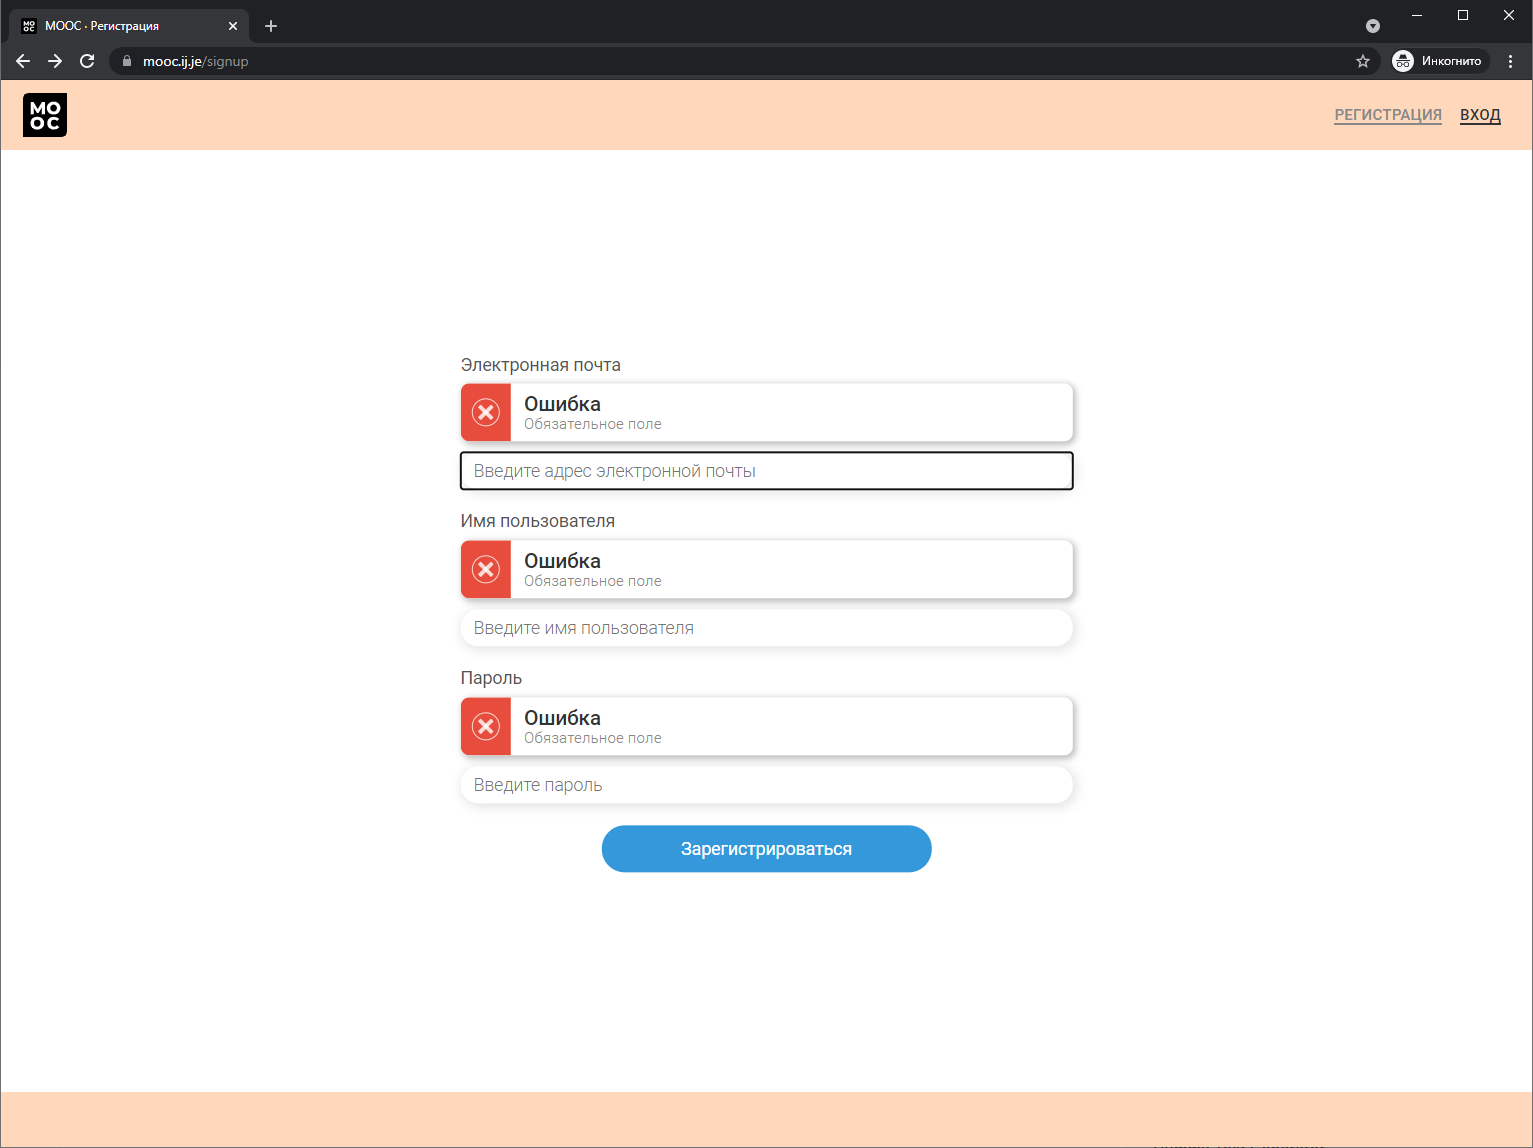 MOOC · Регистрация
mooc.ij.je/signup
Инкогнито
MO
OC
РЕГИСТРАЦИЯ ВХОД
Электронная почта
Ошибка
Обязательное поле
Введите адрес электронной почты
Имя пользователя
Ошибка
Обязательное поле
Введите имя пользователя
Пароль
Ошибка
Обязательное поле
Введите пароль
Зарегистрироваться